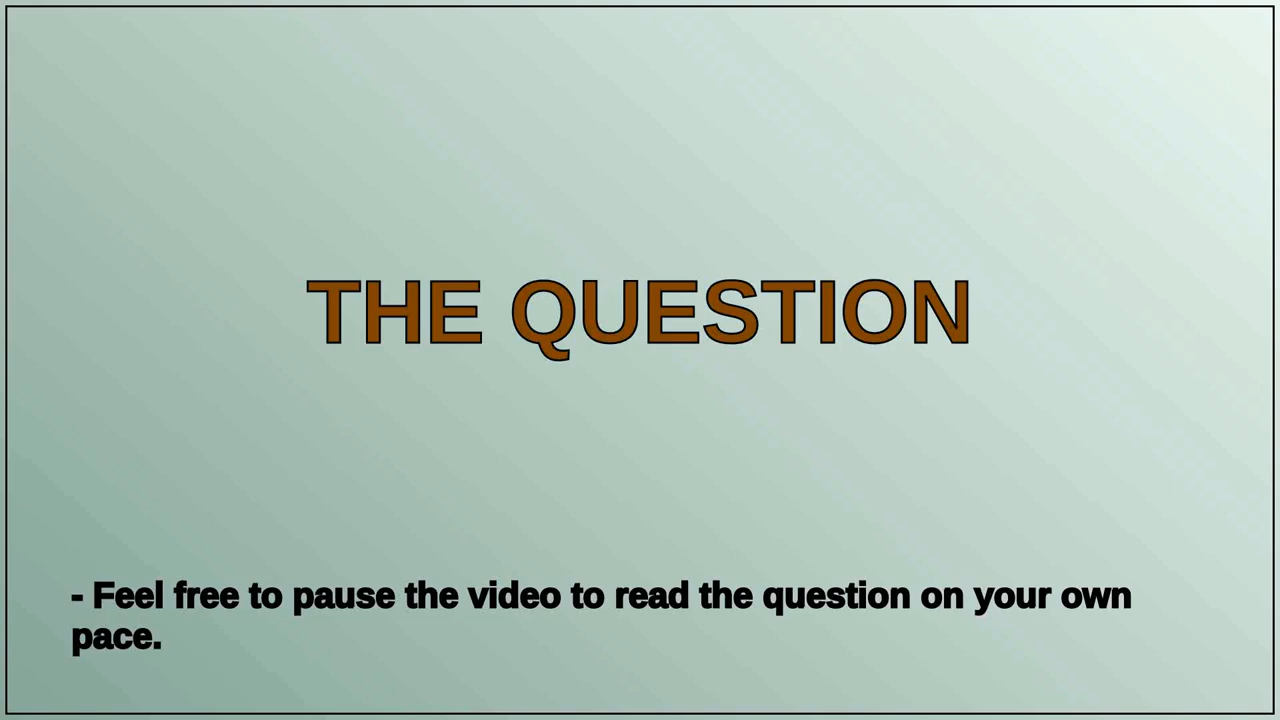 THE QUESTION
- Feel free to pause the video to read the question on your own
pace.